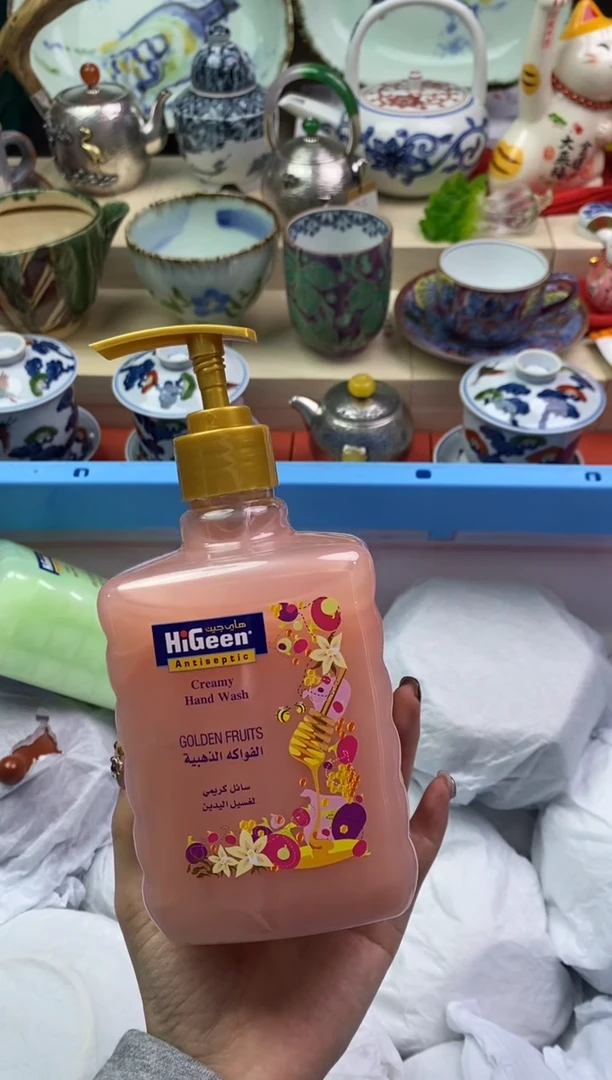 هاي جين
HiGeen®
Antiseptic
Creamy
Hand Wash
GOLDEN FRUITS
الفواكه الذهبية
سائل كريمي
لغسيل اليدين